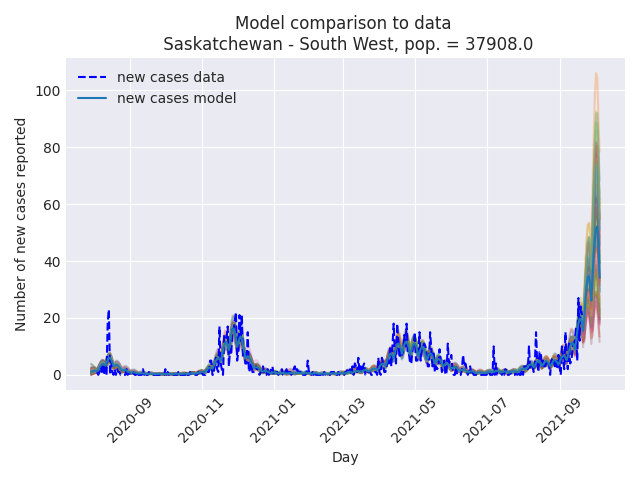 Model comparison to data
Saskatchewan - South West, pop. = 37908.0
new cases data
new cases model
Number of new cases reported
100
80
60
40
20
0
2020-09
2020-11
2021-01
2021-03
2021-05
2021-07
2021-09
Day